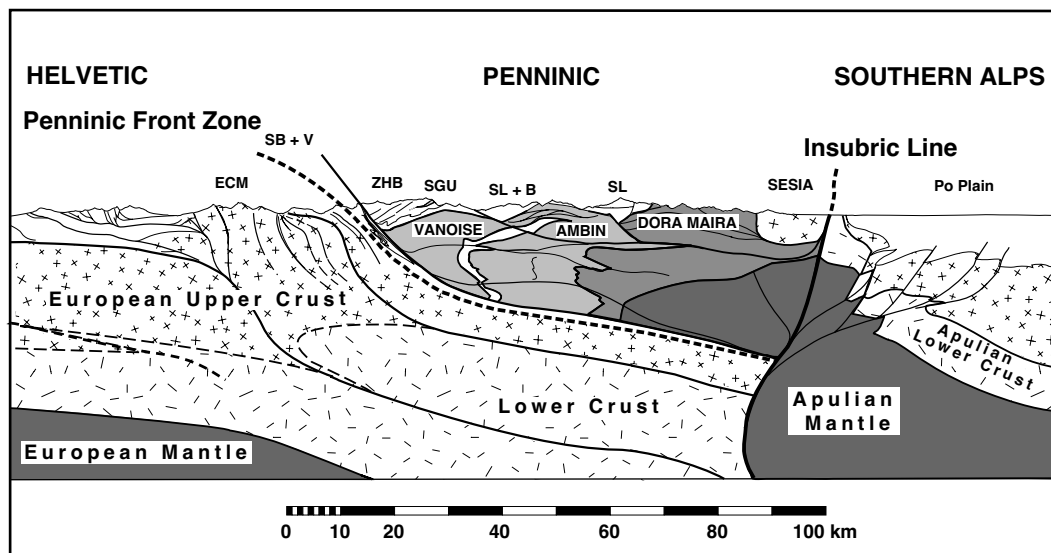 HELVETIC
PENNINIC
SOUTHERN ALPS
Penninic Front Zone
SB + V
Insubric Line
ECM
ZHB
SGU
SL + B
SL
SESIA
Po Plain
VANOISE
AMBIN
DORA MAIRA
European Upper Crust
Apulian
Lower Crust
Lower Crust
Apulian
Mantle
European Mantle
0 10 20 40 60 80 100 km